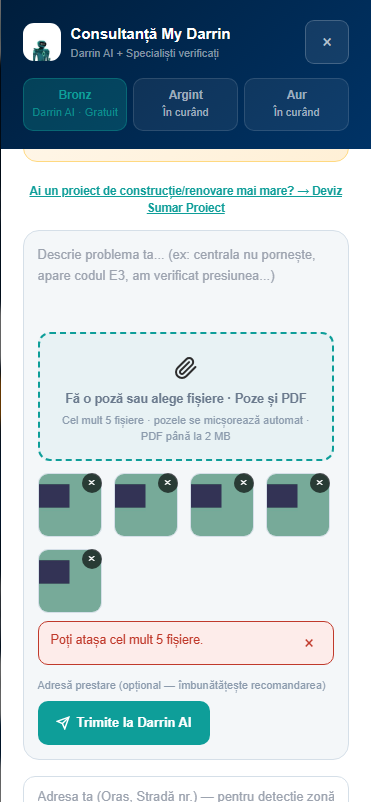 Consultanță My Darrin
Darrin AI + Specialiști verificați
×
Bronz
Darrin AI · Gratuit
Argint
În curând
Aur
În curând
Ai un proiect de construcție/renovare mai mare? → Deviz
Sumar Proiect
Descrie problema ta... (ex: centrala nu pornește,
apare codul E3, am verificat presiunea...)
Fă o poză sau alege fișiere · Poze și PDF
Cel mult 5 fișiere · pozele se micșorează automat ·
PDF până la 2 MB
× × × ×
×
Poți atașa cel mult 5 fișiere. ×
Adresă prestare (opțional — îmbunătățește recomandarea)
Trimite la Darrin AI
Adresa ta (Oraș, Stradă nr.) — pentru detecție zonă